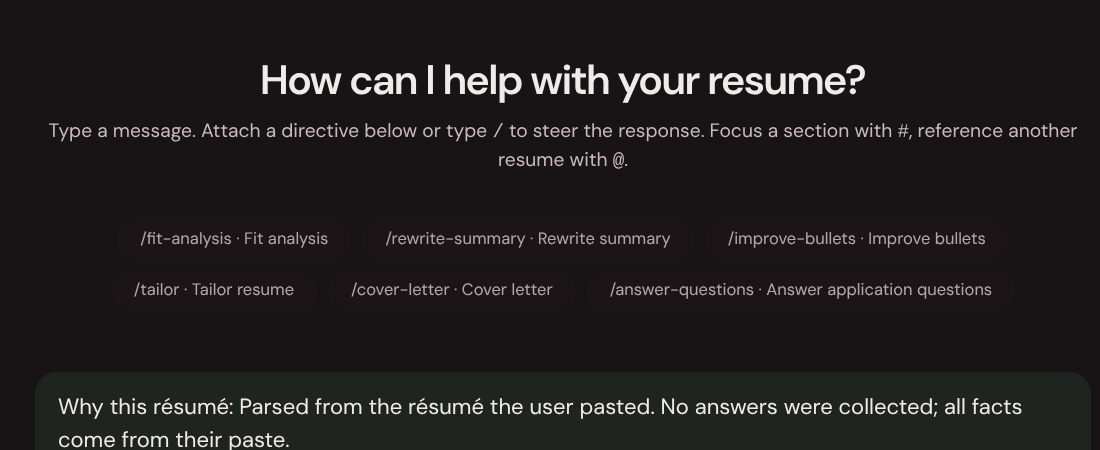 How can I help with your resume?
Type a message. Attach a directive below or type / to steer the response. Focus a section with #, reference another
resume with @.
/fit-analysis · Fit analysis
/rewrite-summary · Rewrite summary
/improve-bullets · Improve bullets
/tailor · Tailor resume
/cover-letter · Cover letter
/answer-questions · Answer application questions
Why this résumé: Parsed from the résumé the user pasted. No answers were collected; all facts
come from their paste.